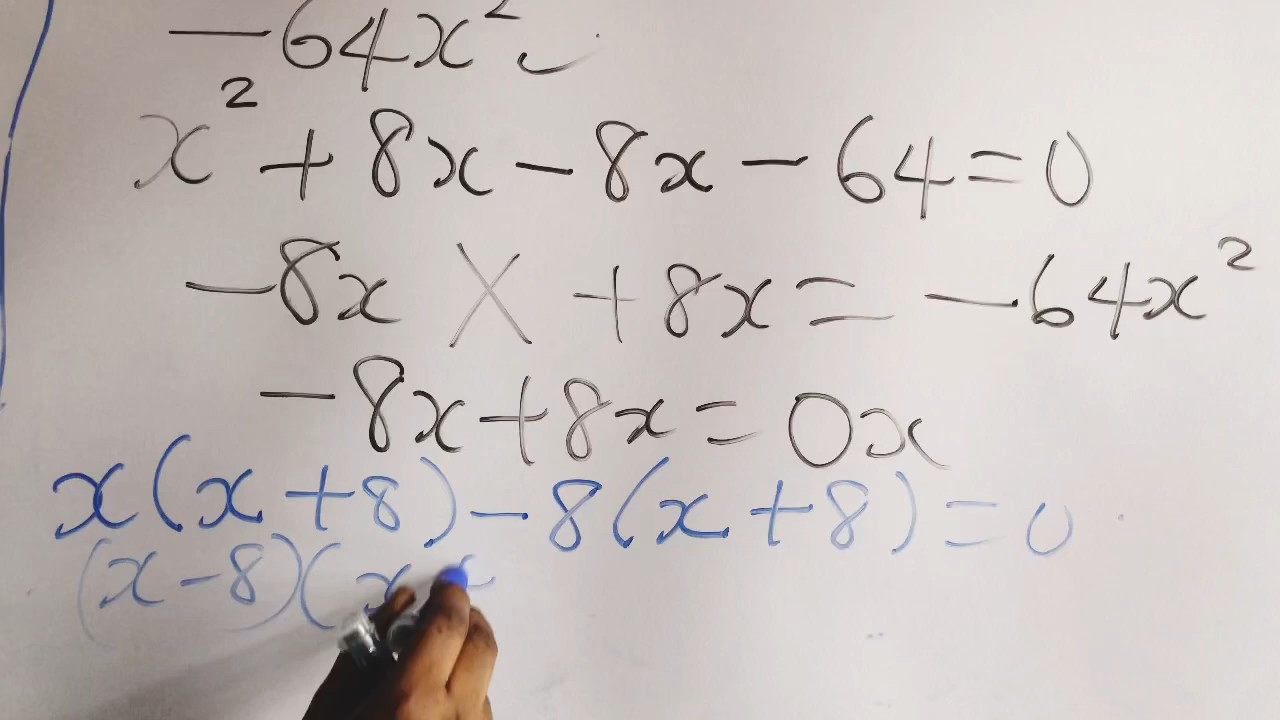 -64x²
x² + 8x - 8x - 64 = 0
-8x × +8x = -64x²
-8x + 8x = 0x
x(x + 8) - 8(x + 8) = 0
(x - 8)(x +